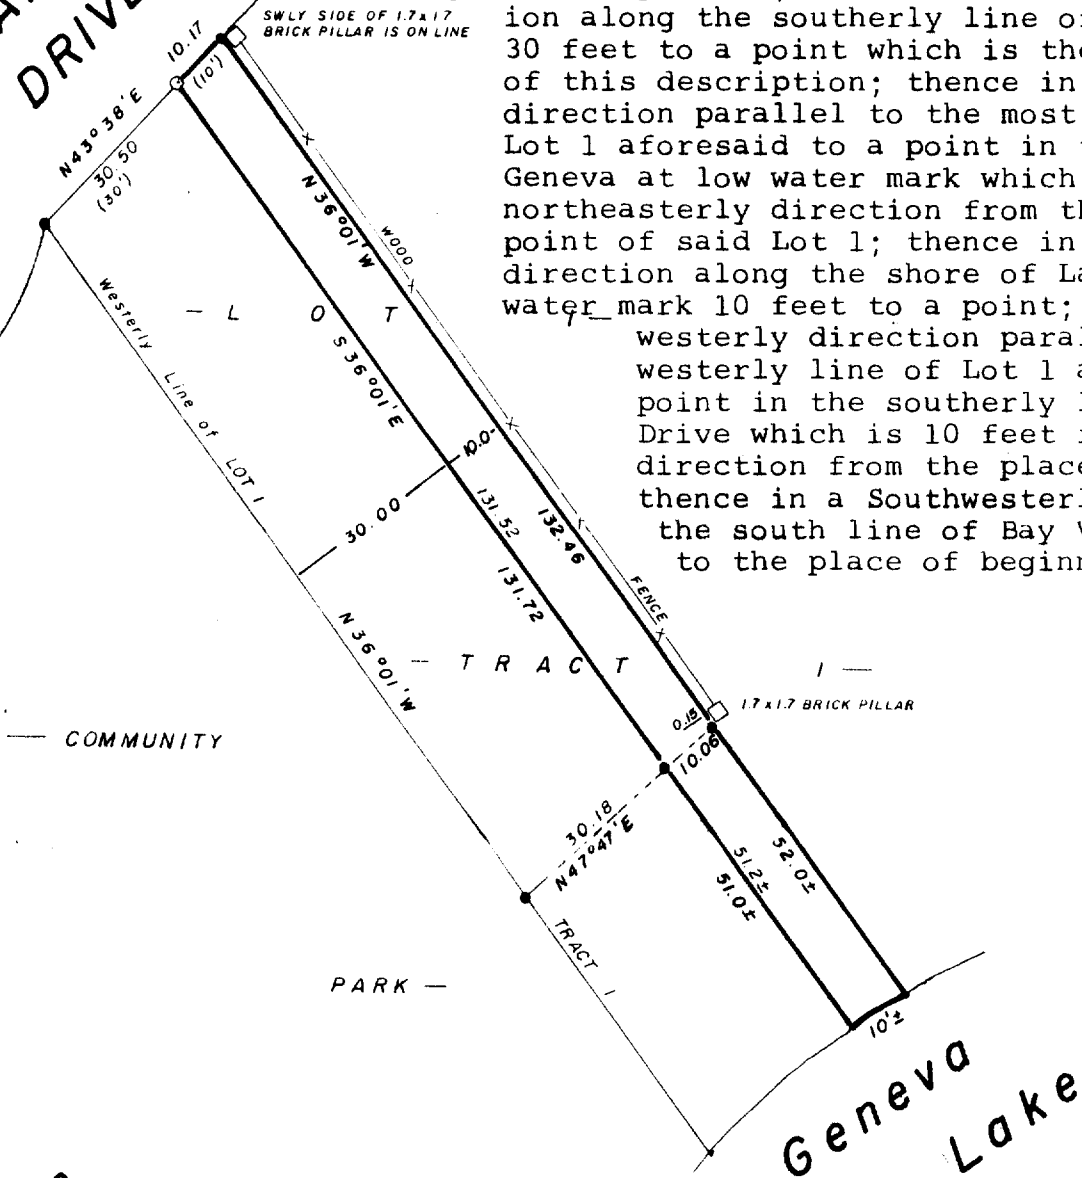 DRIVE
SWLY SIDE OF 1.7x1.7
BRICK PILLAR IS ON LINE
10.17
(10')
N43°38'E
30.50
(30')
ion along the southerly line o
30 feet to a point which is the
of this description; thence in
direction parallel to the most
Lot 1 aforesaid to a point in
Geneva at low water mark which
northeasterly direction from th
point of said Lot 1; thence in
direction along the shore of La
water mark 10 feet to a point;
westerly direction paral
westerly line of Lot 1 a
point in the southerly
Drive which is 10 feet i
direction from the place
thence in a Southwesterl
the south line of Bay
to the place of beginn
N 36°01' W
WOOD
— L O T 1 —
S 36°01' E
Westerly Line of LOT 1
10.0'
30.00
131.52
131.72
132.46
FENCE
N 36°01' W
— TRACT 1 —
1.7x1.7 BRICK PILLAR
0.15
10.06
— COMMUNITY
30.18
N47°47'E
51.2±
51.0±
52.0±
TRACT 1
PARK —
10'±
Geneva
Lake